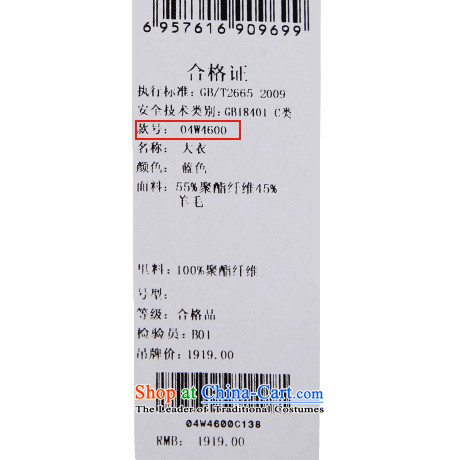 6 957616 909699
合格证
执行标准: GB/T2665 2009
安全技术类别: GB18401 C类
款号: 04W4600
名称: 大衣
颜色: 蓝色
面料: 55%聚酯纤维45%
羊毛
里料: 100%聚酯纤维
号型:
等级: 合格品
检验员: B01
吊牌价: 1919.00
Shop at China.com
The Leader of Traditional Costumes
04W4600C138
RMB: 1919.00